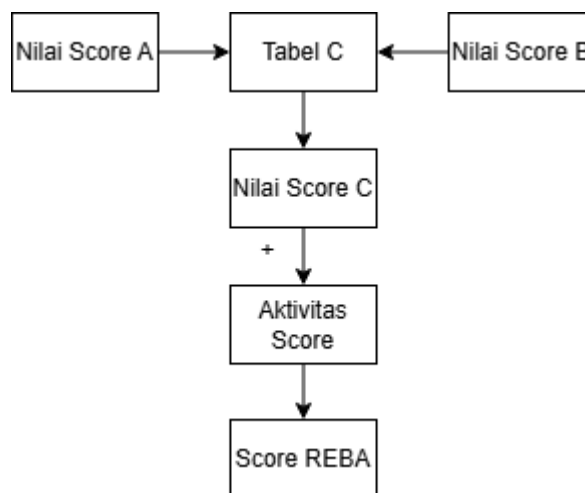 Nilai Score A
Tabel C
Nilai Score B
Nilai Score C
+
Aktivitas
Score
Score REBA